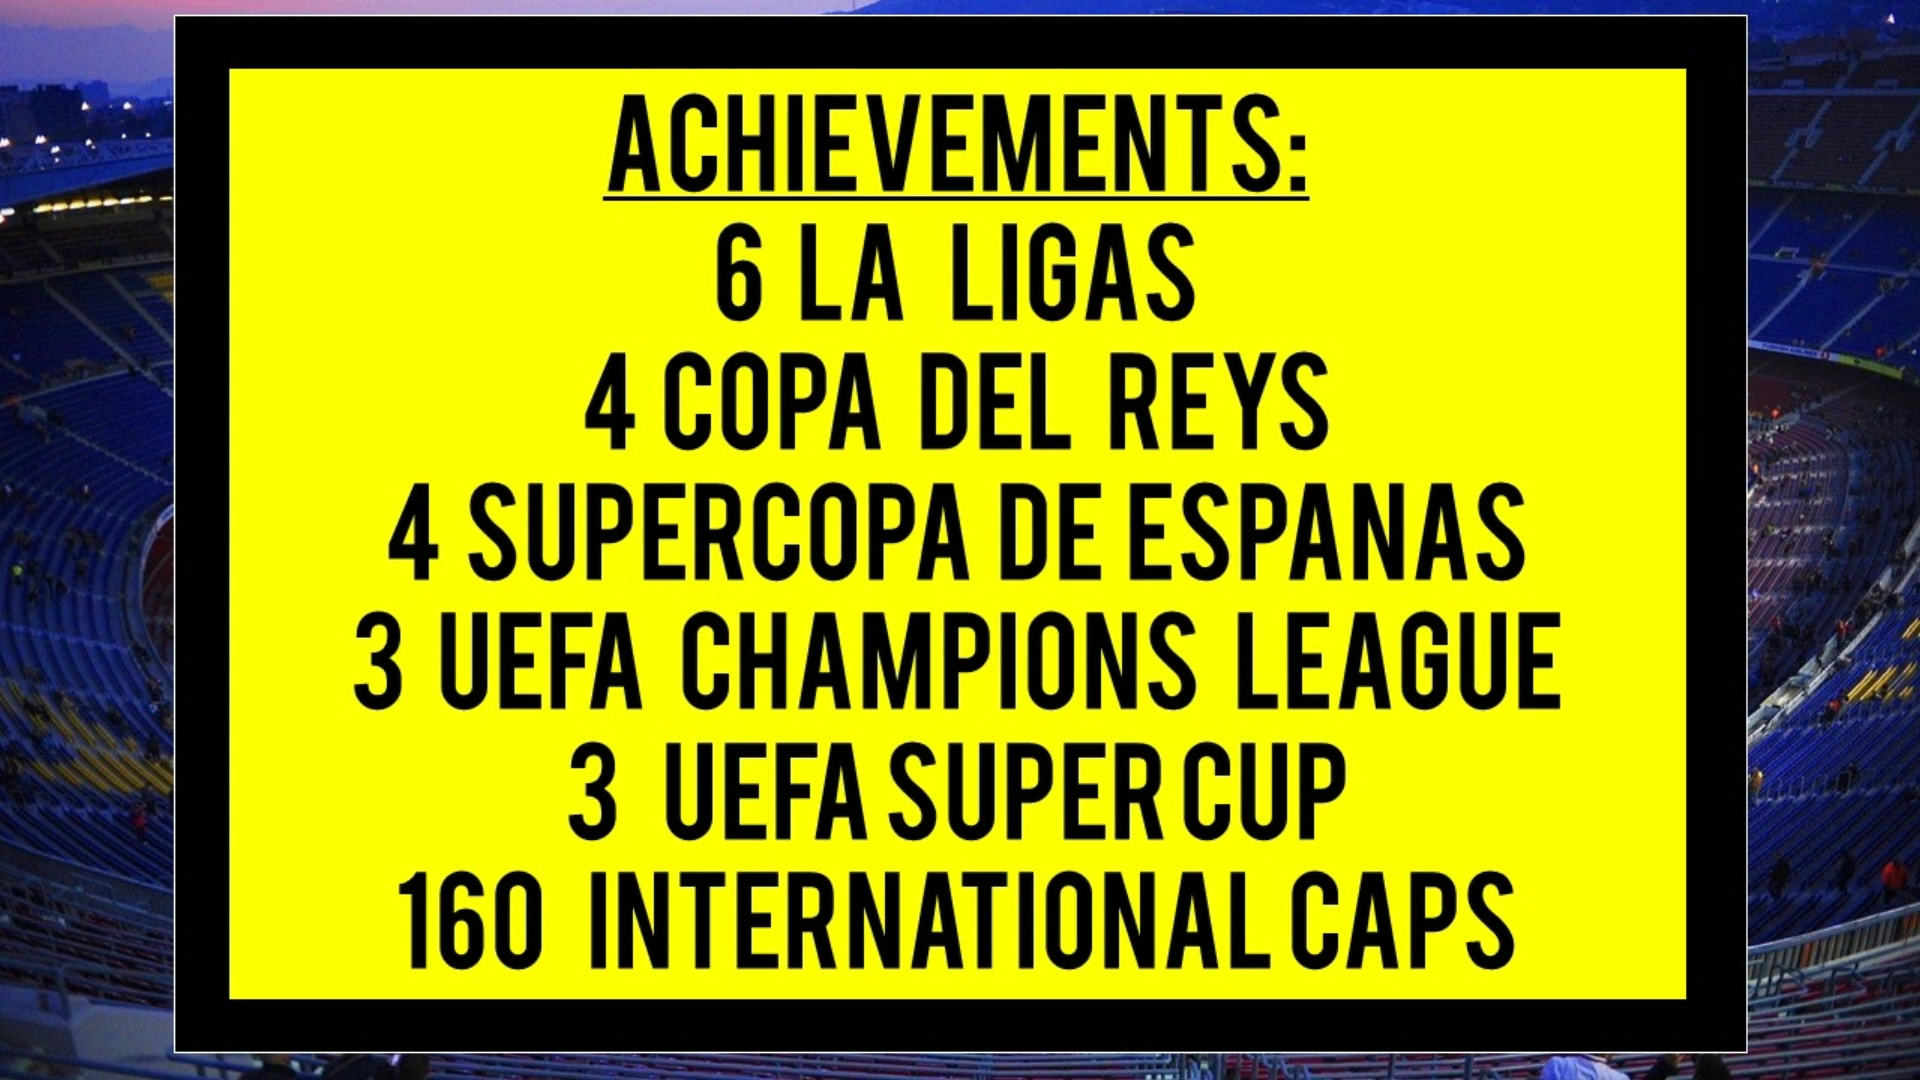 ACHIEVEMENTS:
6 LA LIGAS
4 COPA DEL REYS
4 SUPERCOPA DE ESPANAS
3 UEFA CHAMPIONS LEAGUE
3 UEFA SUPER CUP
160 INTERNATIONAL CAPS